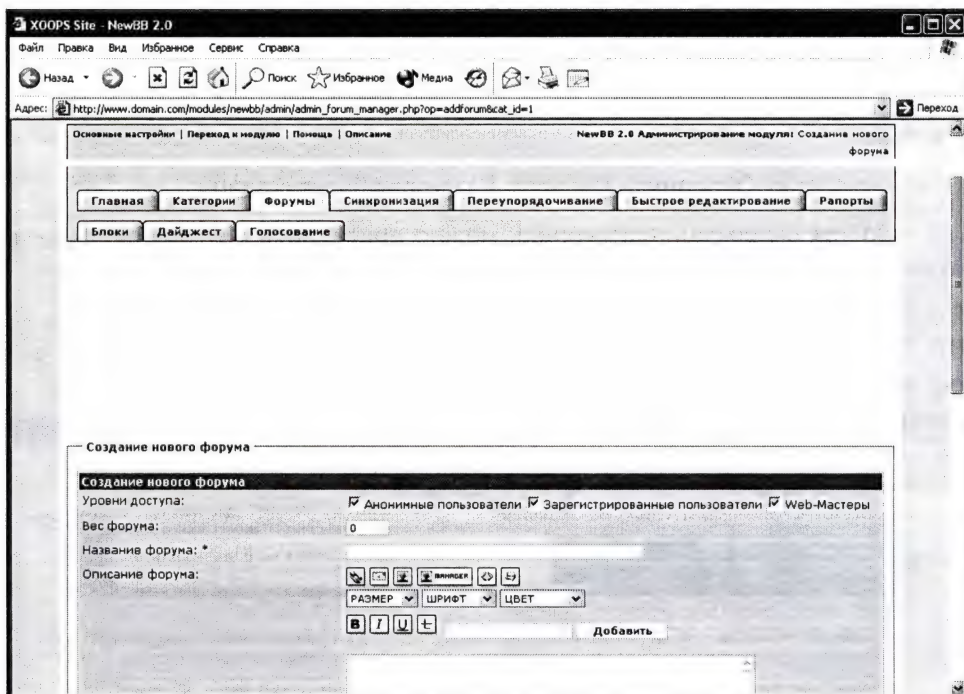 XOOPS Site - NewBB 2.0
Файл Правка Вид Избранное Сервис Справка
Назад Поиск Избранное Медиа
Адрес: http://www.domain.com/modules/newbb/admin/admin_forum_manager.php?op=addforum&cat_id=1 Переход
Основные настройки | Переход к модулю | Помощь | Описание NewBB 2.0 Администрирование модуля: Создание нового
форума
Главная Категории Форумы Синхронизация Переупорядочивание Быстрое редактирование Рапорты
Блоки Дайджест Голосование
Создание нового форума
Создание нового форума
Уровни доступа: Анонимные пользователи Зарегистрированные пользователи Web-Мастеры
Вес форума: 0
Название форума: *
Описание форума: MANAGER
РАЗМЕР ШРИФТ ЦВЕТ
B I U t Добавить